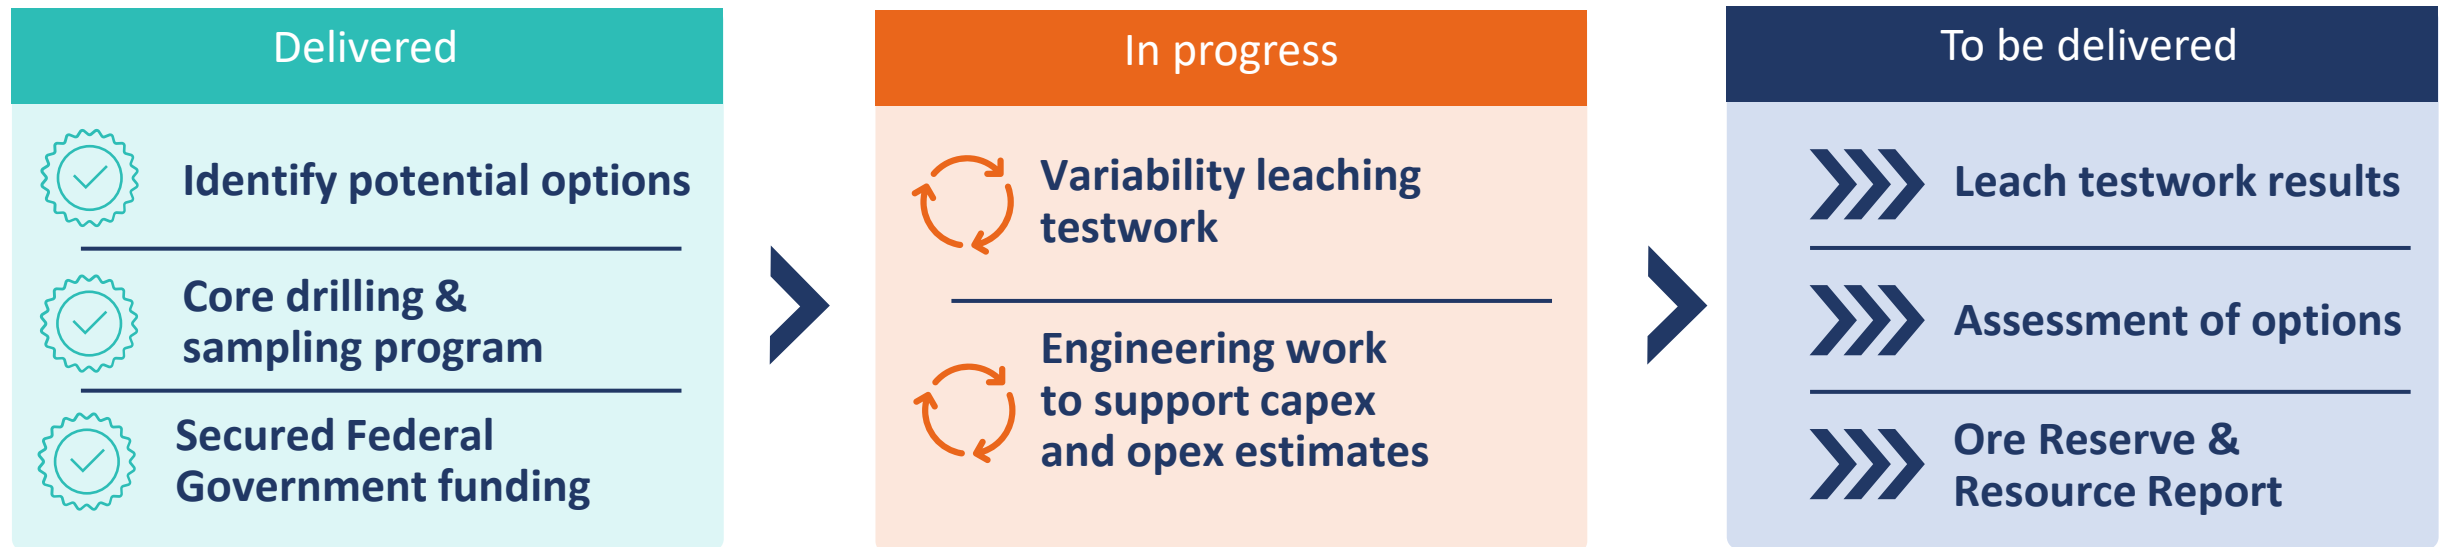 Delivered
Identify potential options
Core drilling &
sampling program
Secured Federal
Government funding
In progress
Variability leaching
testwork
Engineering work
to support capex
and opex estimates
To be delivered
Leach testwork results
Assessment of options
Ore Reserve &
Resource Report